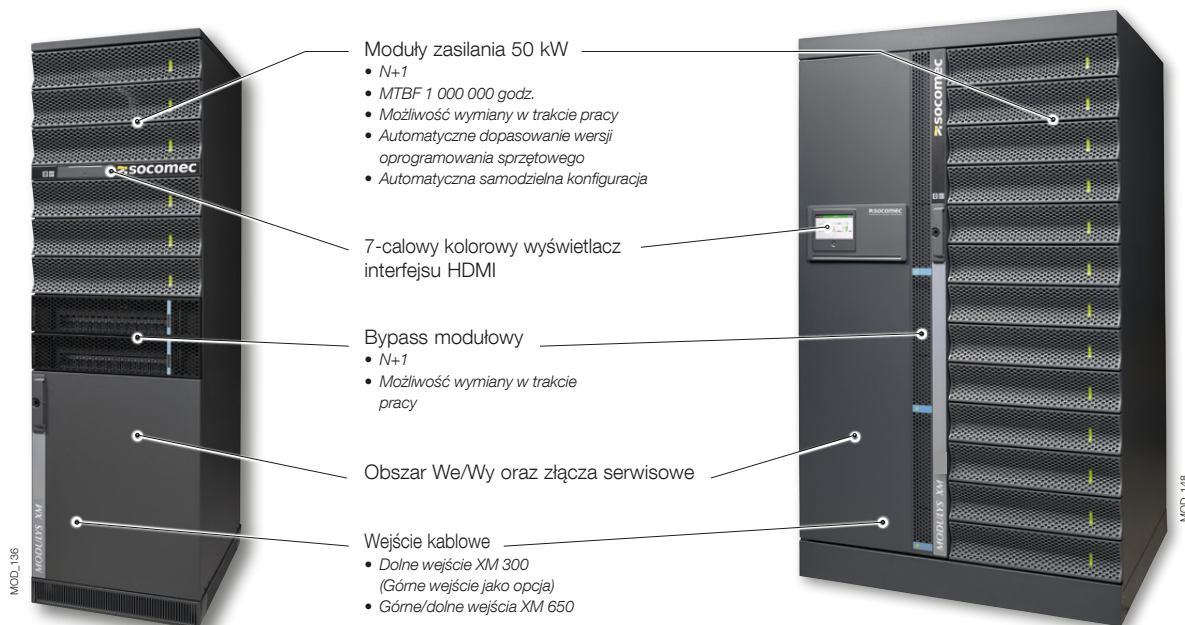 Moduły zasilania 50 kW
• N+1
• MTBF 1 000 000 godz.
• Możliwość wymiany w trakcie pracy
• Automatyczne dopasowanie wersji
oprogramowania sprzętowego
• Automatyczna samodzielna konfiguracja
7-calowy kolorowy wyświetlacz
interfejsu HDMI
Bypass modułowy
• N+1
• Możliwość wymiany w trakcie
pracy
Obszar We/Wy oraz złącza serwisowe
Wejście kablowe
• Dolne wejście XM 300
(Górne wejście jako opcja)
• Górne/dolne wejścia XM 650
socomec
MODULYS XM
MOD_136
socomec
socomec
MODULYS XM
MOD_148